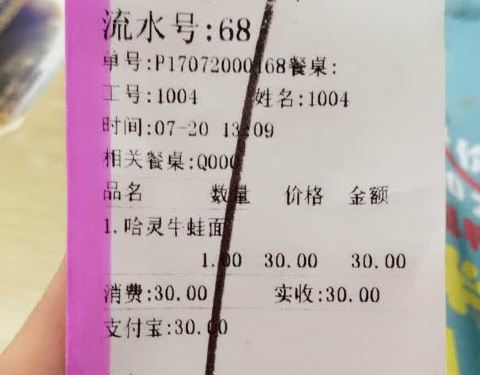 流水号:68
单号:P17072000168餐桌:
工号:1004 姓名:1004
时间:07-20 13:09
相关餐桌:Q000
品名 数量 价格 金额
1.哈灵牛蛙面
1.00 30.00 30.00
消费:30.00 实收:30.00
支付宝:30.00